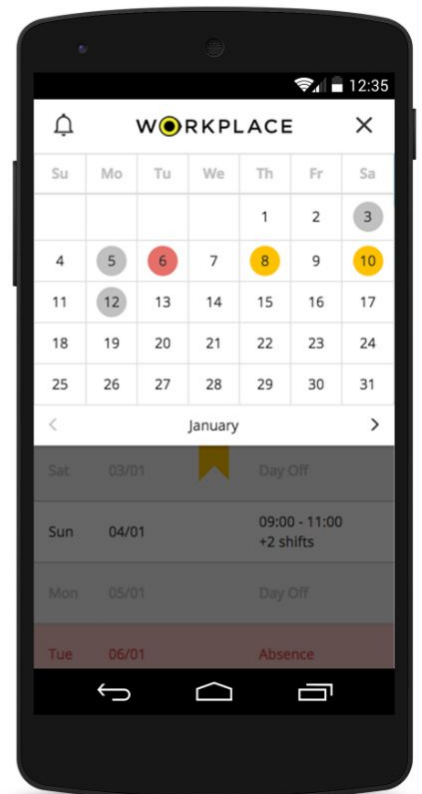 12:35
WORKPLACE
Su Mo Tu We Th Fr Sa
1 2 3
4 5 6 7 8 9 10
11 12 13 14 15 16 17
18 19 20 21 22 23 24
25 26 27 28 29 30 31
< January >
Sat 03/01 Day Off
Sun 04/01 09:00 - 11:00
+2 shifts
Mon 05/01 Day Off
Tue 06/01 Absence